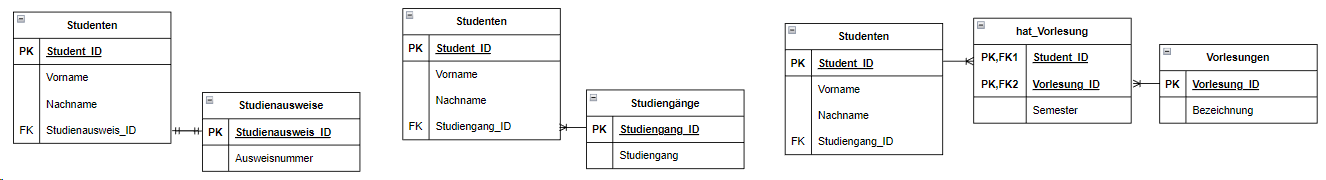 Studenten
PK Student_ID
Vorname
Nachname
FK Studienausweis_ID
Studienausweise
PK Studienausweis_ID
Ausweisnummer
Studenten
PK Student_ID
Vorname
Nachname
FK Studiengang_ID
Studiengänge
PK Studiengang_ID
Studiengang
Studenten
PK Student_ID
Vorname
Nachname
FK Studiengang_ID
hat_Vorlesung
PK,FK1 Student_ID
PK,FK2 Vorlesung_ID
Semester
Vorlesungen
PK Vorlesung_ID
Bezeichnung